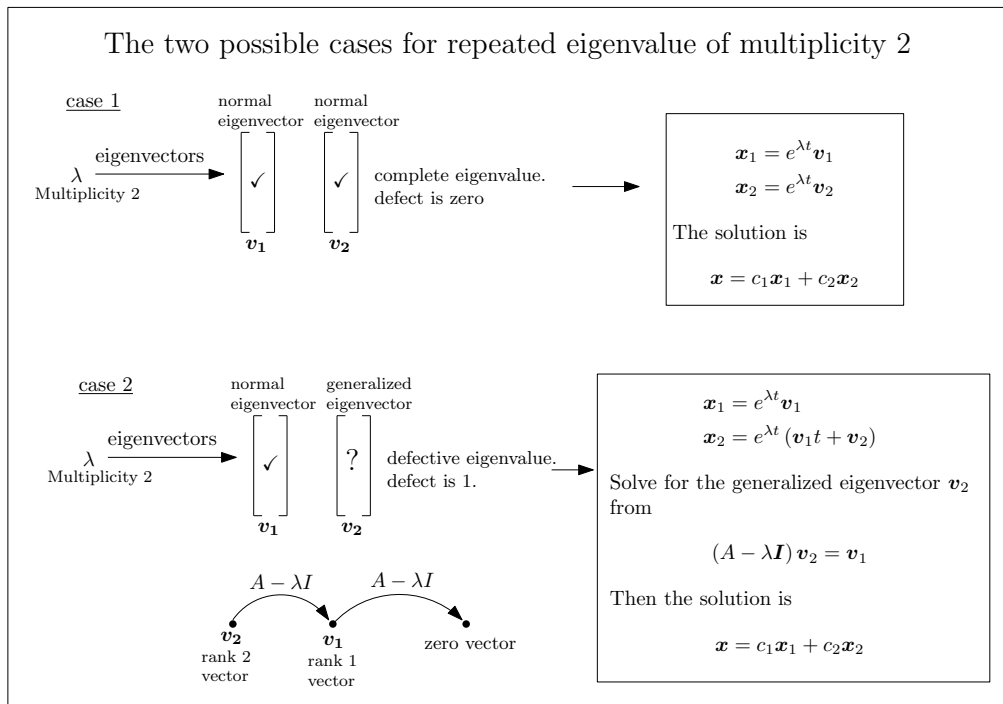 The two possible cases for repeated eigenvalue of multiplicity 2
case 1
normal
eigenvector
normal
eigenvector
eigenvectors
λ
Multiplicity 2
✓
✓
v₁
v₂
complete eigenvalue.
defect is zero
x₁ = e^{λt}v₁
x₂ = e^{λt}v₂
The solution is
x = c₁x₁ + c₂x₂
case 2
normal
eigenvector
generalized
eigenvector
eigenvectors
λ
Multiplicity 2
✓
?
v₁
v₂
defective eigenvalue.
defect is 1.
x₁ = e^{λt}v₁
x₂ = e^{λt} (v₁t + v₂)
Solve for the generalized eigenvector v₂
from
(A − λI) v₂ = v₁
Then the solution is
x = c₁x₁ + c₂x₂
A − λI
A − λI
v₂
rank 2
vector
v₁
rank 1
vector
zero vector